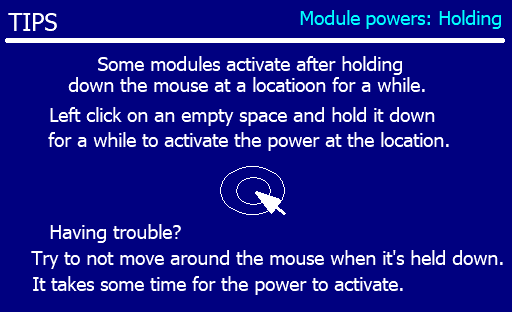 TIPS
Module powers: Holding
Some modules activate after holding
down the mouse at a locatioon for a while.
Left click on an empty space and hold it down
for a while to activate the power at the location.
Having trouble?
Try to not move around the mouse when it's held down.
It takes some time for the power to activate.